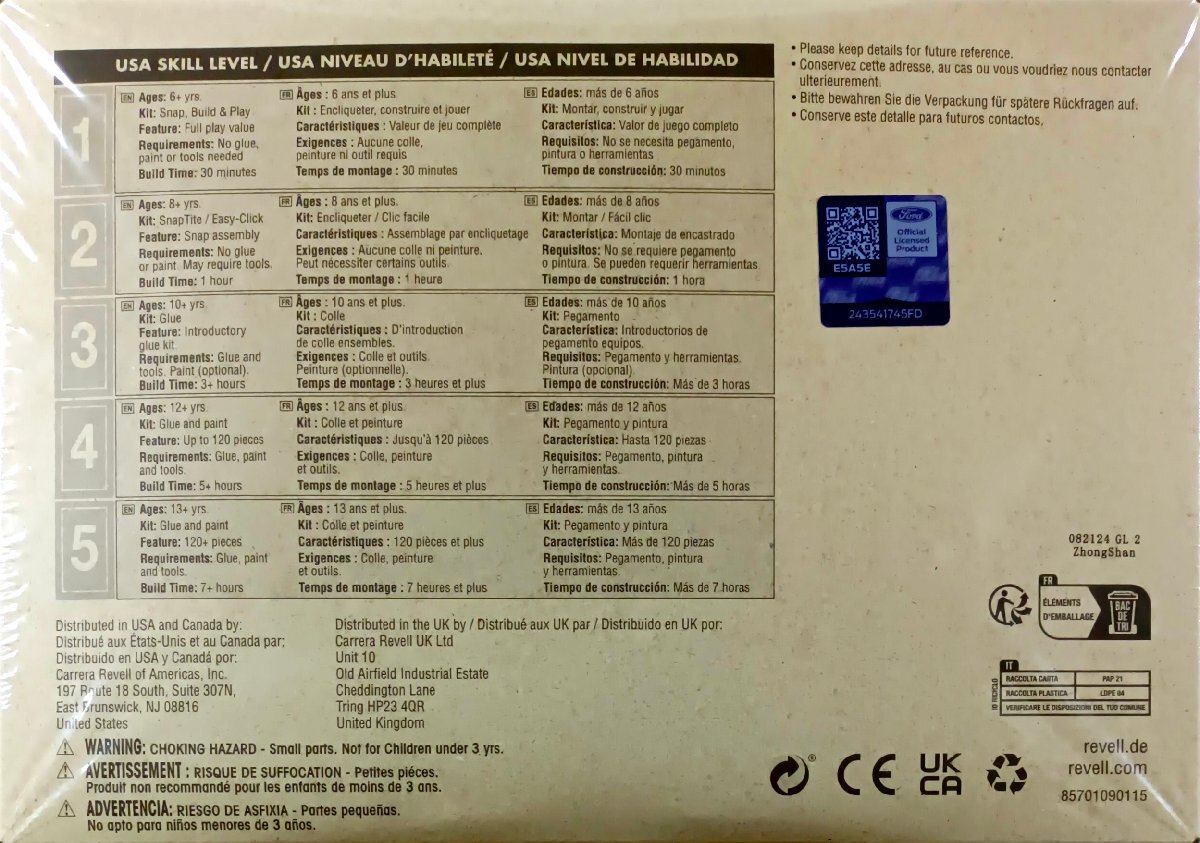 USA SKILL LEVEL / USA NIVEAU D'HABILETÉ / USA NIVEL DE HABILIDAD
1
EN Ages: 6+ yrs.
Kit: Snap, Build & Play
Feature: Full play value
Requirements: No glue,
paint or tools needed
Build Time: 30 minutes
FR Âges : 6 ans et plus
Kit : Encliqueter, construire et jouer
Caractéristiques : Valeur de jeu complète
Exigences : Aucune colle,
peinture ni outil requis
Temps de montage : 30 minutes
ES Edades: más de 6 años
Kit: Montar, construir y jugar
Característica: Valor de juego completo
Requisitos: No se necesita pegamento,
pintura o herramientas
Tiempo de construcción: 30 minutos
2
EN Ages: 8+ yrs.
Kit: SnapTite / Easy-Click
Feature: Snap assembly
Requirements: No glue
or paint. May require tools.
Build Time: 1 hour
FR Âges : 8 ans et plus.
Kit: Encliqueter / Clic facile
Caractéristiques : Assemblage par encliquetage
Exigences : Aucune colle ni peinture.
Peut nécessiter certains outils.
Temps de montage : 1 heure
ES Edades: más de 8 años
Kit: Montar / Fácil clic
Característica: Montaje de encastrado
Requisitos: No se requiere pegamento
o pintura. Se pueden requerir herramientas
Tiempo de construcción: 1 hora
3
EN Ages: 10+ yrs.
Kit: Glue
Feature: Introductory
glue kit.
Requirements: Glue and
tools. Paint (optional).
Build Time: 3+ hours
FR Âges : 10 ans et plus.
Kit : Colle
Caractéristiques : D'introduction
de colle ensembles.
Exigences : Colle et outils.
Peinture (optionnelle).
Temps de montage : 3 heures et plus
ES Edades: más de 10 años
Kit: Pegamento
Característica: Introductorios de
pegamento equipos.
Requisitos: Pegamento y herramientas.
Pintura (opcional).
Tiempo de construcción: Más de 3 horas
4
EN Ages: 12+ yrs.
Kit: Glue and paint
Feature: Up to 120 pieces
Requirements: Glue, paint
and tools.
Build Time: 5+ hours
FR Âges : 12 ans et plus.
Kit : Colle et peinture
Caractéristiques : Jusqu'à 120 pièces
Exigences : Colle, peinture
et outils.
Temps de montage : 5 heures et plus
ES Edades: más de 12 años
Kit: Pegamento y pintura
Característica: Hasta 120 piezas
Requisitos: Pegamento, pintura
y herramientas.
Tiempo de construcción: Más de 5 horas
5
EN Ages: 13+ yrs.
Kit: Glue and paint
Feature: 120+ pieces
Requirements: Glue, paint
and tools.
Build Time: 7+ hours
FR Âges : 13 ans et plus.
Kit : Colle et peinture
Caractéristiques : 120 pièces et plus
Exigences : Colle, peinture
et outils.
Temps de montage : 7 heures et plus
ES Edades: más de 13 años
Kit: Pegamento y pintura
Característica: Más de 120 piezas
Requisitos: Pegamento, pintura
y herramientas.
Tiempo de construcción: Más de 7 horas
• Please keep details for future reference.
• Conservez cette adresse, au cas ou vous voudriez nous contacter
ulterieurement.
• Bitte bewahren Sie die Verpackung für spätere Rückfragen auf.
• Conserve este detalle para futuros contactos,
Ford
Official
Licensed
Product
E5A5E
243541745FD
082124 GL 2
ZhongShan
FR
ÉLÉMENTS
D'EMBALLAGE
BAC
DE
TRI
IT
ID RICICLO
RACCOLTA CARTA PAP 21
RACCOLTA PLASTICA LDPE 04
VERIFICARE LE DISPOSIZIONI DEL TUO COMUNE
Distributed in USA and Canada by:
Distribué aux États-Unis et au Canada par:
Distribuido en USA y Canadá por:
Carrera Revell of Americas, Inc.
197 Route 18 South, Suite 307N,
East Brunswick, NJ 08816
United States
Distributed in the UK by / Distribué aux UK par / Distribuido en UK por:
Carrera Revell UK Ltd
Unit 10
Old Airfield Industrial Estate
Cheddington Lane
Tring HP23 4QR
United Kingdom
WARNING: CHOKING HAZARD - Small parts. Not for Children under 3 yrs.
AVERTISSEMENT : RISQUE DE SUFFOCATION - Petites piéces.
Produit non recommandé pour les enfants de moins de 3 ans.
ADVERTENCIA: RIESGO DE ASFIXIA - Partes pequeñas.
No apto para niños menores de 3 años.
® CE UK
CA
revell.de
revell.com
85701090115